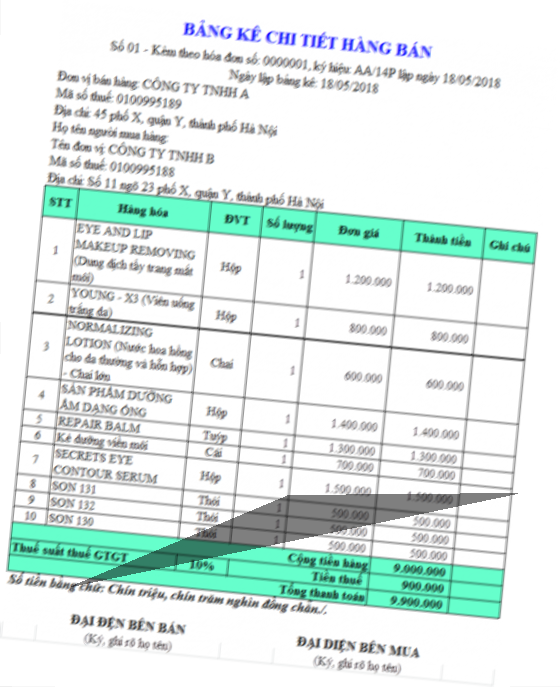 BẢNG KÊ CHI TIẾT HÀNG BÁN
Số 01 - Kèm theo hóa đơn số: 0000001, ký hiệu: AA/14P lập ngày 18/05/2018
Ngày lập bảng kê: 18/05/2018
Đơn vị bán hàng: CÔNG TY TNHH A
Mã số thuế: 0100995189
Địa chỉ: 45 phố X, quận Y, thành phố Hà Nội
Họ tên người mua hàng:
Tên đơn vị: CÔNG TY TNHH B
Mã số thuế: 0100995188
Địa chỉ: Số 11 ngõ 23 phố X, quận Y, thành phố Hà Nội
STT Hàng hóa ĐVT Số lượng Đơn giá Thành tiền Ghi chú
EYE AND LIP
1 MAKEUP REMOVING Hộp 1 1.200.000 1.200.000
(Dung dịch tẩy trang mắt
môi)
2 YOUNG - X3 (Viên uống Hộp 1 800.000 800.000
trắng da)
NORMALIZING
3 LOTION (Nước hoa hồng Chai 1 600.000 600.000
cho da thường và hỗn hợp)
- Chai lớn
4 SẢN PHẨM DƯỠNG Hộp 1 1.400.000 1.400.000
ẨM DẠNG ỐNG
5 REPAIR BALM Tuýp 1 1.300.000 1.300.000
6 Kẻ đường viền môi Cái 1 700.000 700.000
7 SECRETS EYE Hộp 1 1.500.000 1.500.000
CONTOUR SERUM
8 SON 131 Thỏi 1 500.000 500.000
9 SON 132 Thỏi 1 500.000 500.000
10 SON 130 Thỏi 1 500.000 500.000
Cộng tiền hàng 9.000.000
Thuế suất thuế GTGT 10% Tiền thuế 900.000
Tổng thanh toán 9.900.000
Số tiền bằng chữ: Chín triệu, chín trăm nghìn đồng chẵn./.
ĐẠI DIỆN BÊN BÁN ĐẠI DIỆN BÊN MUA
(Ký, ghi rõ họ tên) (Ký, ghi rõ họ tên)